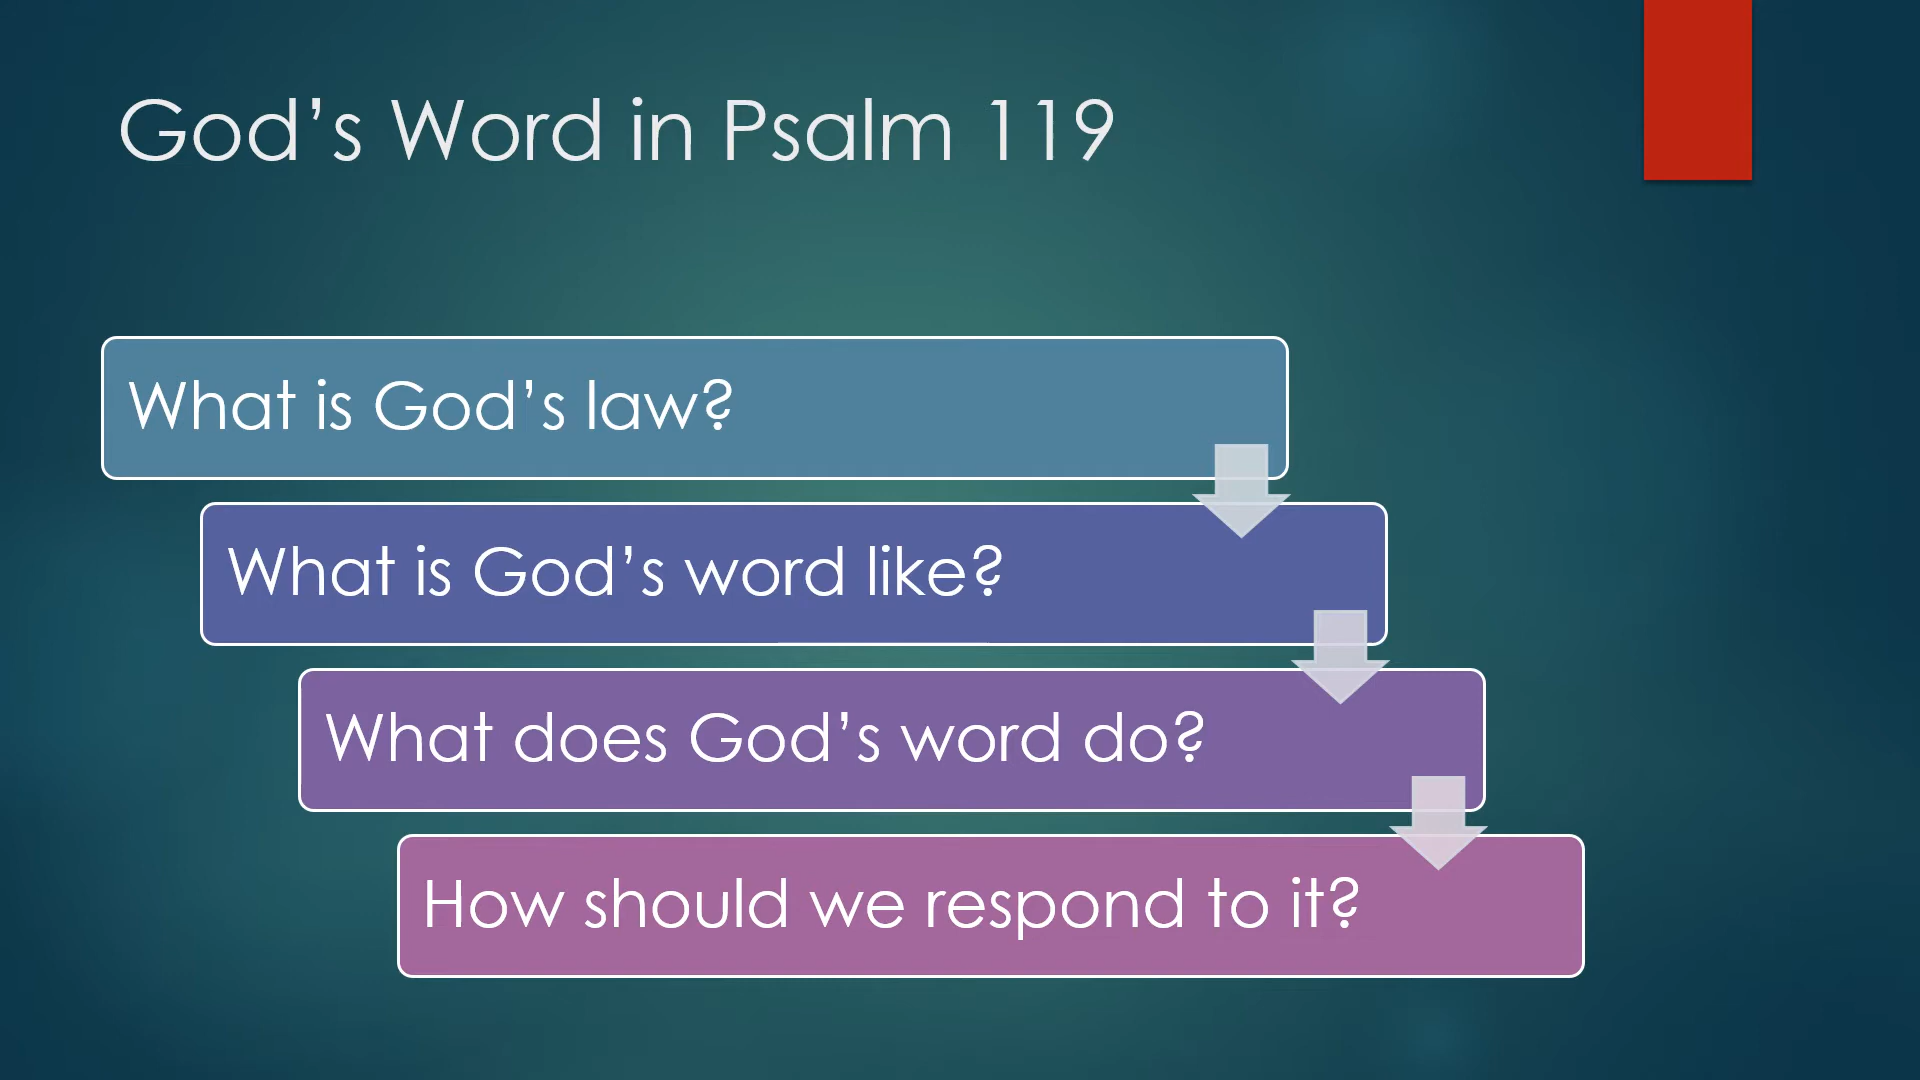 God’s Word in Psalm 119
What is God’s law?
What is God’s word like?
What does God’s word do?
How should we respond to it?